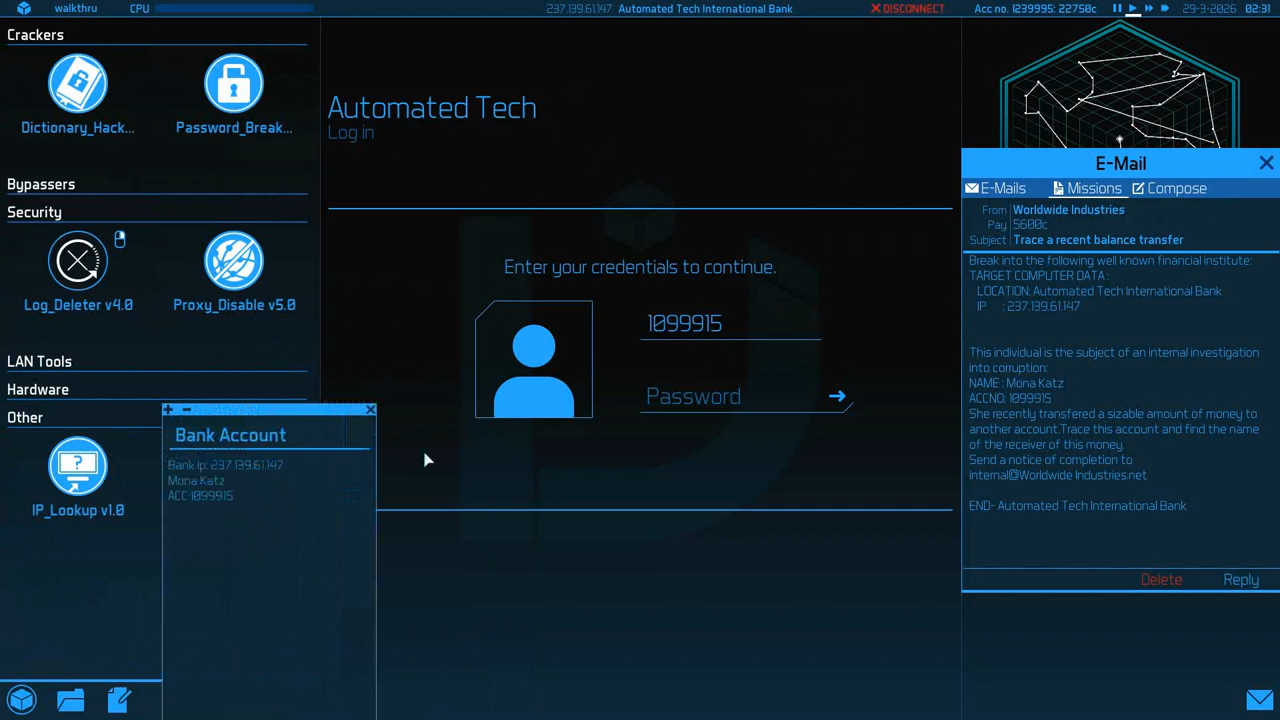 walkthru
CPU
237.139.61.147 Automated Tech International Bank
DISCONNECT
Acc no. 1239995: 22750c
29-3-2026 02:31
Crackers
Dictionary_Hack...
Password_Break...
Bypassers
Security
Log_Deleter v4.0
Proxy_Disable v5.0
LAN Tools
Hardware
Other
IP_Lookup v1.0
Bank Account
Bank ip: 237.139.61.147
Mona Katz
ACC:1099915
Automated Tech
Log in
Enter your credentials to continue.
1099915
Password
E-Mail
E-Mails Missions Compose
From Worldwide Industries
Pay 5600c
Subject Trace a recent balance transfer
Break into the following well known financial institute:
TARGET COMPUTER DATA :
LOCATION: Automated Tech International Bank
IP : 237.139.61.147
This individual is the subject of an internal investigation
into corruption:
NAME : Mona Katz
ACCNO: 1099915
She recently transfered a sizable amount of money to
another account.Trace this account and find the name
of the receiver of this money.
Send a notice of completion to
internal@Worldwide Industries.net
END- Automated Tech International Bank
Delete Reply